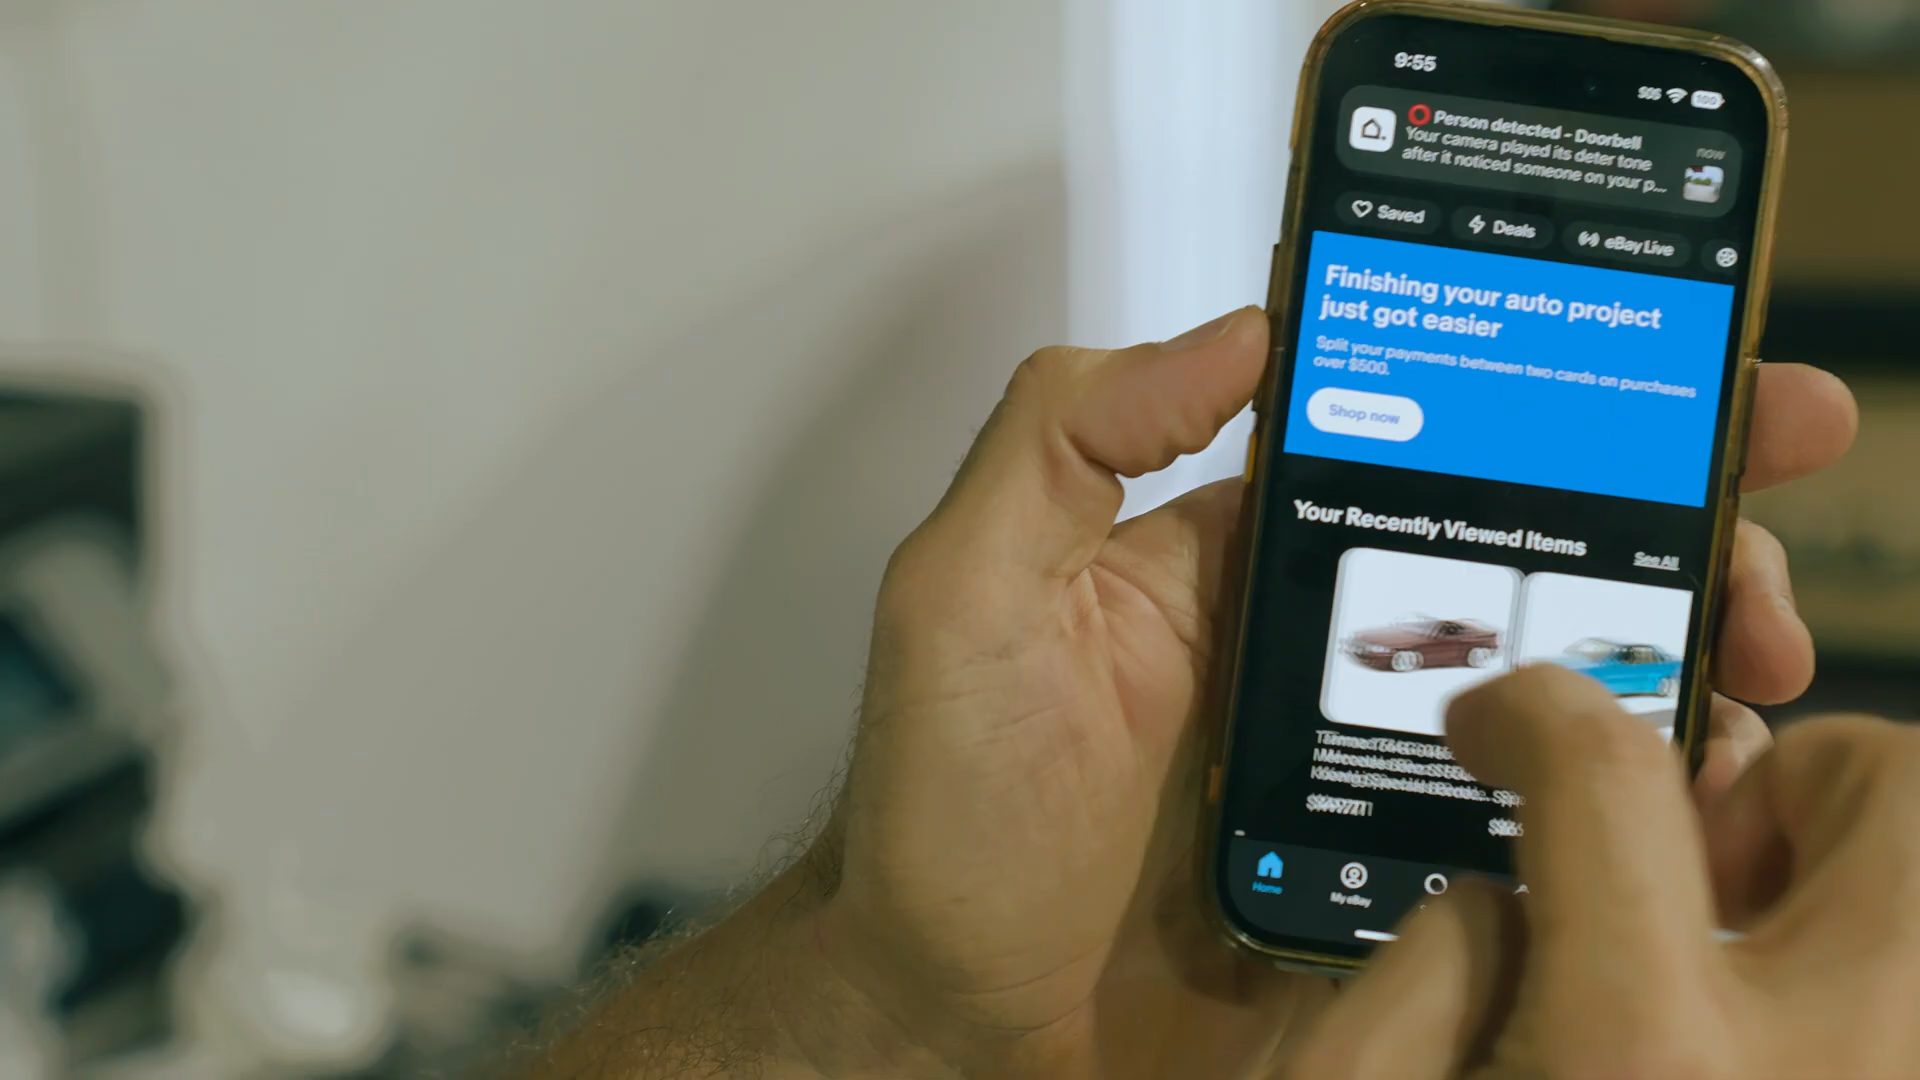 9:55
SOS
100
Person detected - Doorbell
now
Your camera played its deter tone
after it noticed someone on your p...
Saved
Deals
eBay Live
Finishing your auto project
just got easier
Split your payments between two cards on purchases
over $500.
Shop now
Your Recently Viewed Items
See All
Home
My eBay